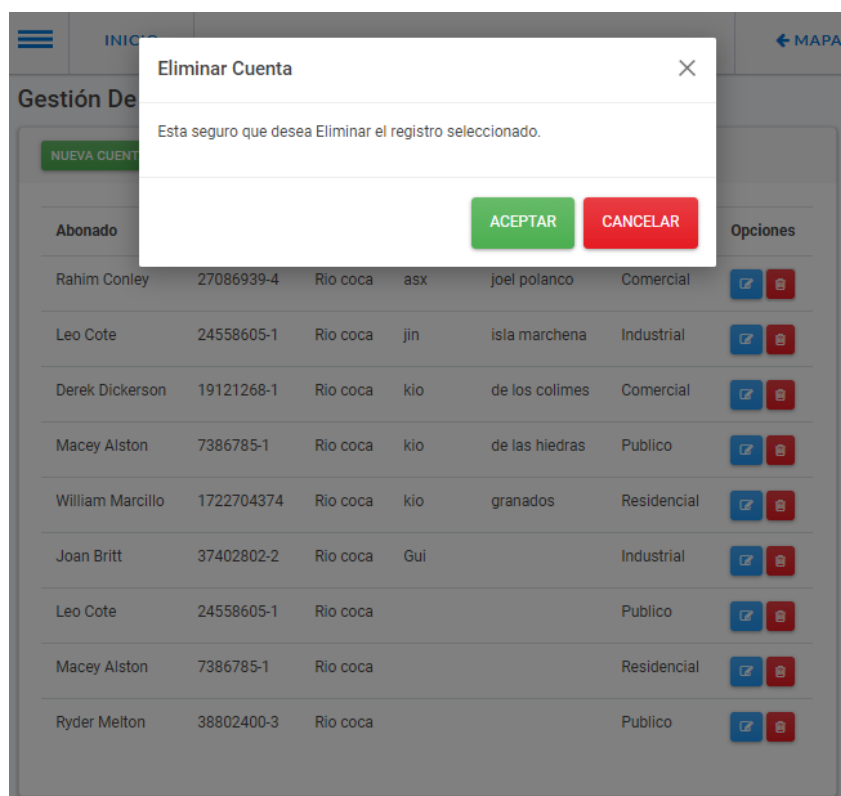 INICIO
MAPA
Eliminar Cuenta
Gestión De
Esta seguro que desea Eliminar el registro seleccionado.
NUEVA CUENT
ACEPTAR CANCELAR
Abonado Opciones
Rahim Conley 27086939-4 Rio coca asx joel polanco Comercial
Leo Cote 24558605-1 Rio coca jin isla marchena Industrial
Derek Dickerson 19121268-1 Rio coca kio de los colimes Comercial
Macey Alston 7386785-1 Rio coca kio de las hiedras Publico
William Marcillo 1722704374 Rio coca kio granados Residencial
Joan Britt 37402802-2 Rio coca Gui Industrial
Leo Cote 24558605-1 Rio coca Publico
Macey Alston 7386785-1 Rio coca Residencial
Ryder Melton 38802400-3 Rio coca Publico